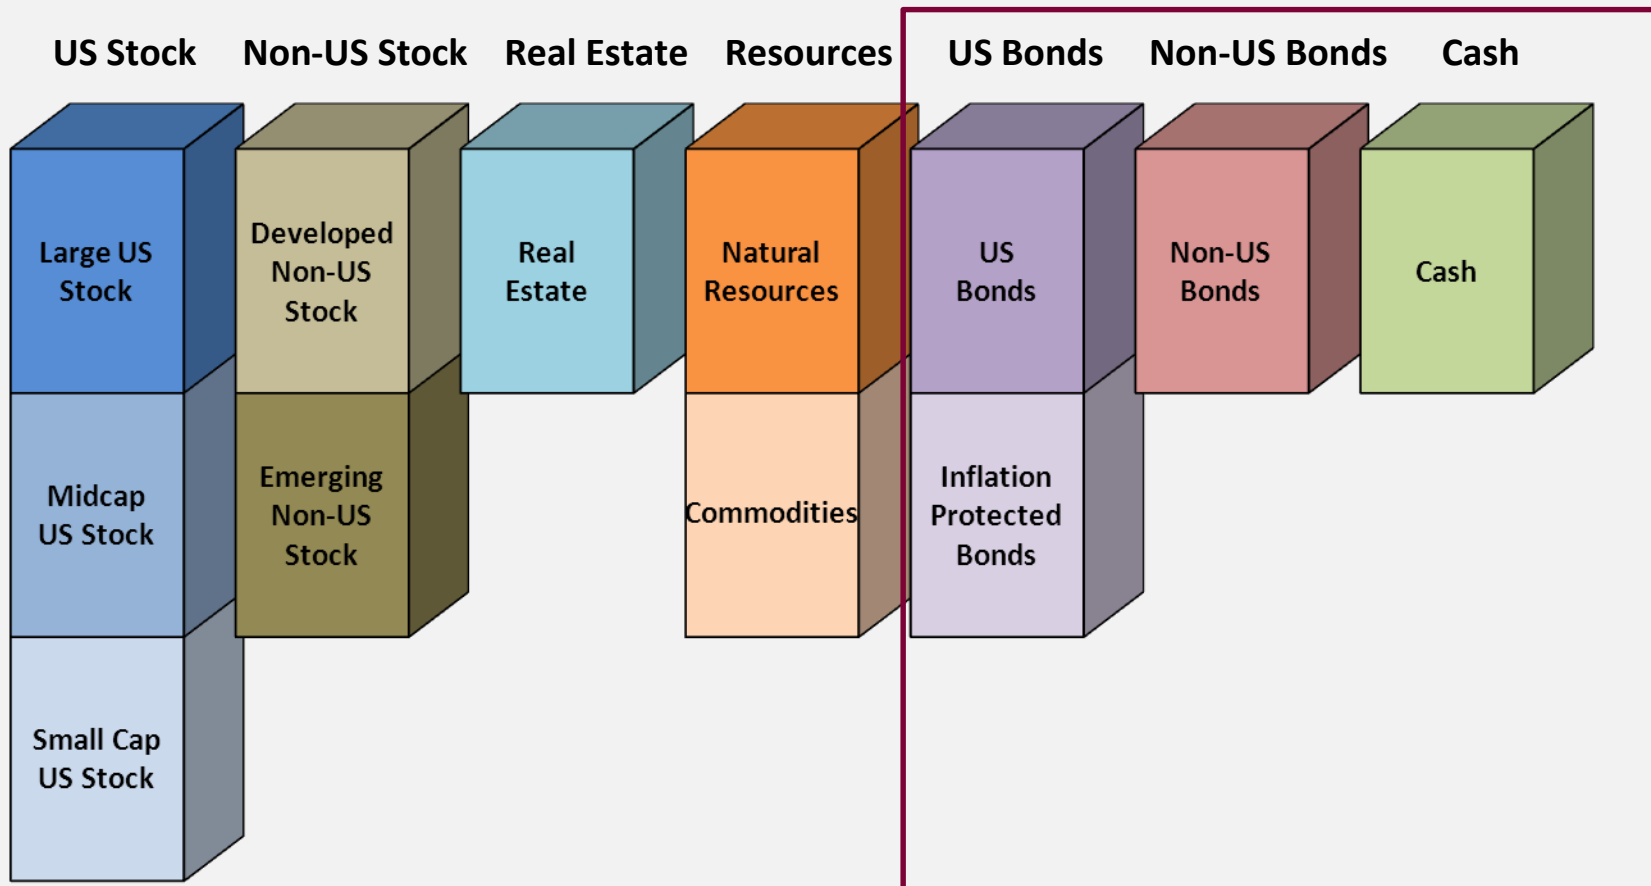 US Stock Non-US Stock Real Estate Resources US Bonds Non-US Bonds Cash
Large US
Stock
Developed
Non-US
Stock
Real
Estate
Natural
Resources
US
Bonds
Non-US
Bonds
Cash
Midcap
US Stock
Emerging
Non-US
Stock
Commodities
Inflation
Protected
Bonds
Small Cap
US Stock